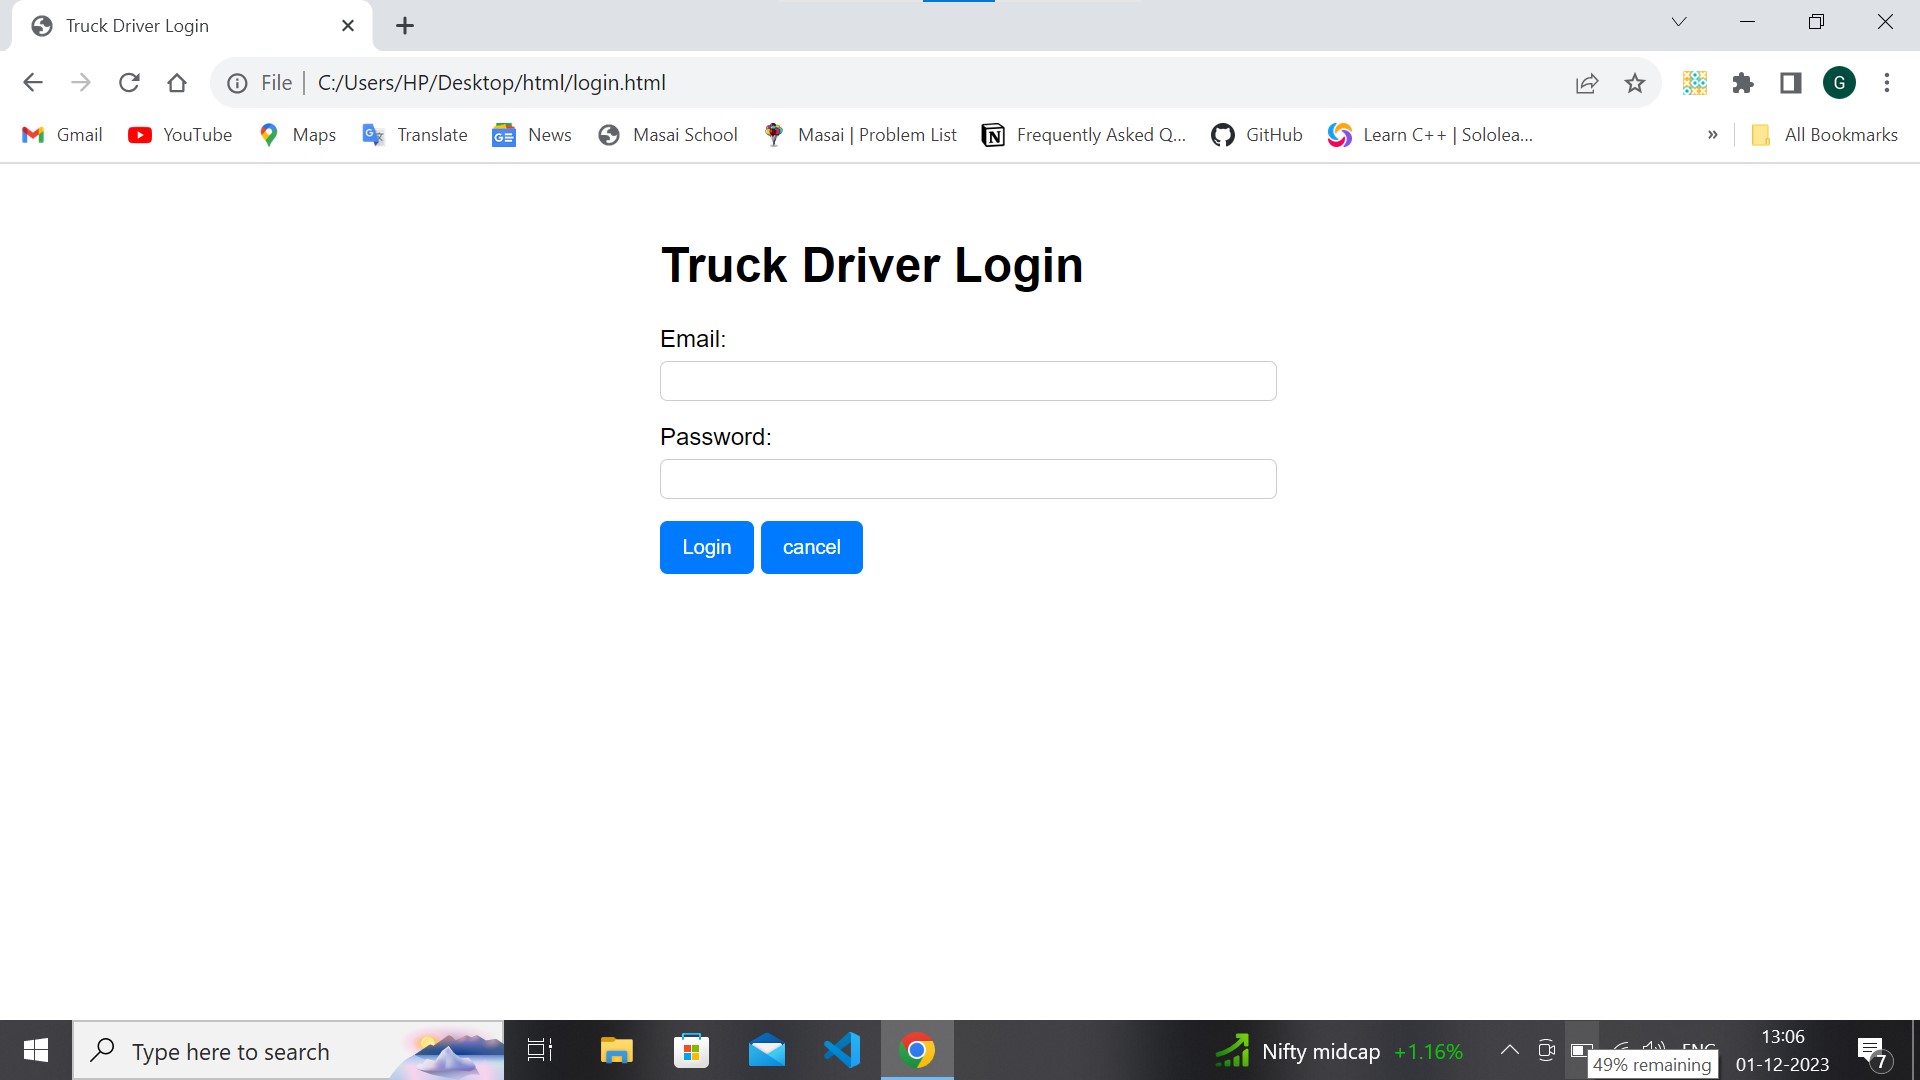 Truck Driver Login
File | C:/Users/HP/Desktop/html/login.html
G
Gmail YouTube Maps Translate News Masai School Masai | Problem List Frequently Asked Q... GitHub Learn C++ | Sololea... » All Bookmarks
Truck Driver Login
Email:
Password:
Login cancel
Type here to search
Nifty midcap +1.16%
49% remaining
13:06
01-12-2023
7